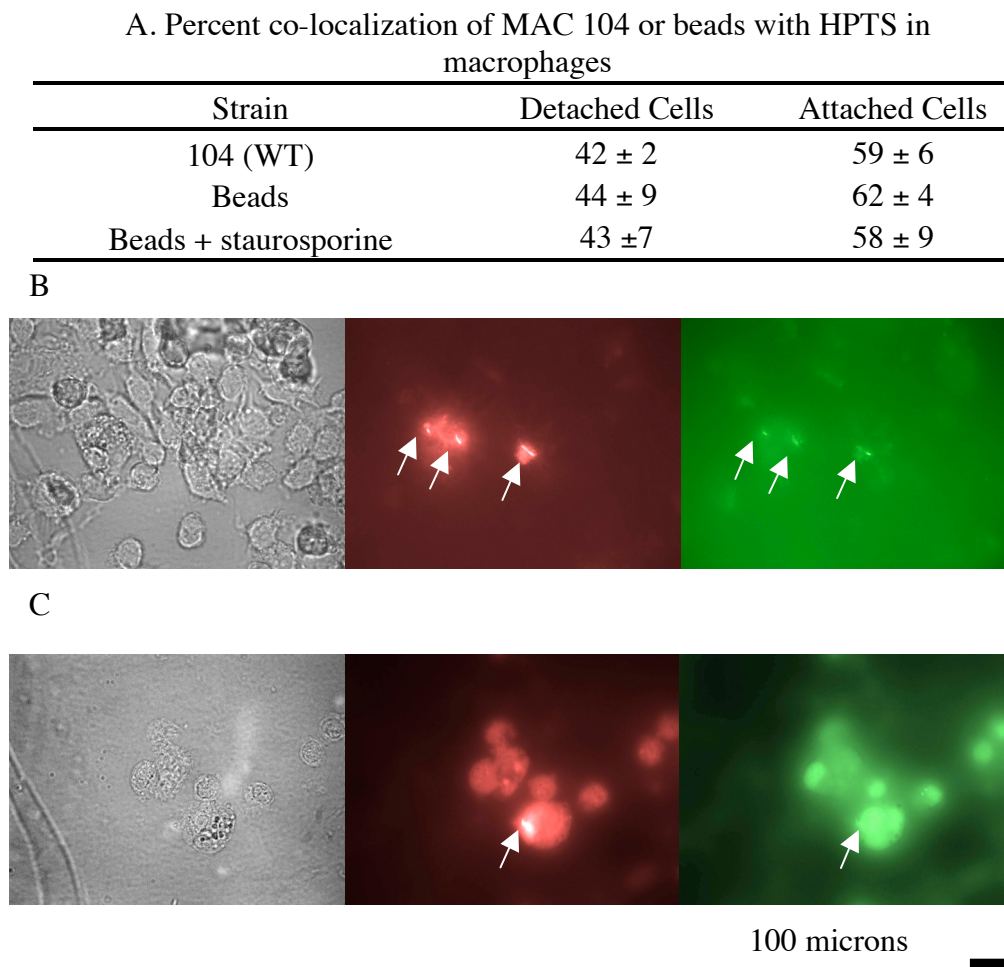 A. Percent co-localization of MAC 104 or beads with HPTS in
macrophages
Strain Detached Cells Attached Cells
104 (WT) 42 ± 2 59 ± 6
Beads 44 ± 9 62 ± 4
Beads + staurosporine 43 ±7 58 ± 9
B
C
100 microns